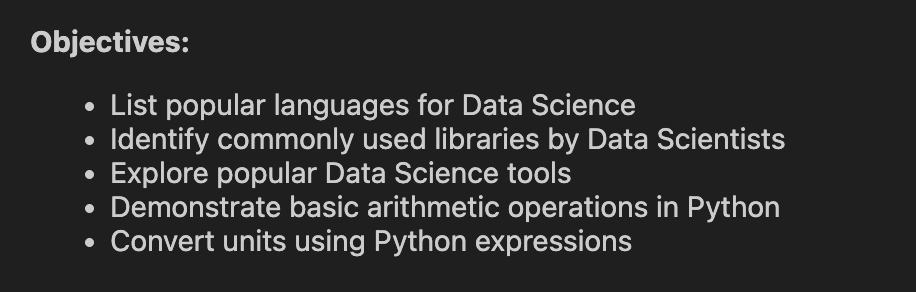 Objectives:
• List popular languages for Data Science
• Identify commonly used libraries by Data Scientists
• Explore popular Data Science tools
• Demonstrate basic arithmetic operations in Python
• Convert units using Python expressions